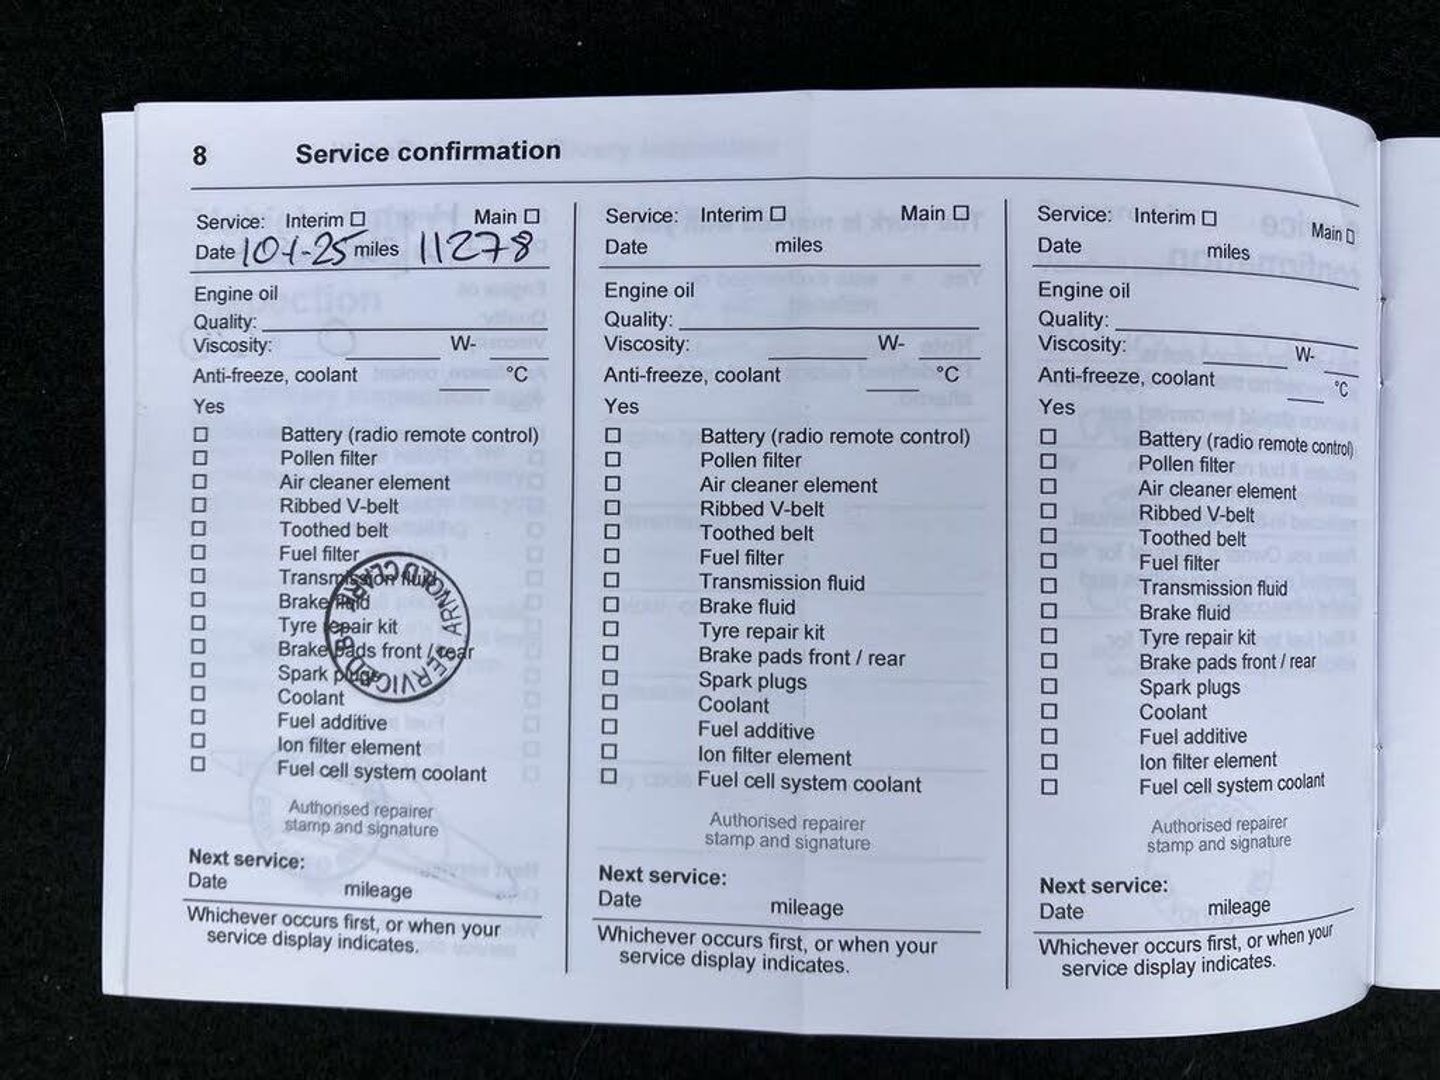 8 Service confirmation
Service: Interim ☐ Main ☐
Date 10-1-25 miles 11278
Engine oil
Quality:
Viscosity: W-
Anti-freeze, coolant °C
Yes
☐ Battery (radio remote control)
☐ Pollen filter
☐ Air cleaner element
☐ Ribbed V-belt
☐ Toothed belt
☐ Fuel filter
☐ Transmission fluid
☐ Brake fluid
☐ Tyre repair kit
☐ Brake pads front / rear
☐ Spark plugs
☐ Coolant
☐ Fuel additive
☐ Ion filter element
☐ Fuel cell system coolant
Authorised repairer
stamp and signature
Next service:
Date mileage
Whichever occurs first, or when your
service display indicates.
SERVICED BY
ARNOLD CLARK
Service: Interim ☐ Main ☐
Date miles
Engine oil
Quality:
Viscosity: W-
Anti-freeze, coolant °C
Yes
☐ Battery (radio remote control)
☐ Pollen filter
☐ Air cleaner element
☐ Ribbed V-belt
☐ Toothed belt
☐ Fuel filter
☐ Transmission fluid
☐ Brake fluid
☐ Tyre repair kit
☐ Brake pads front / rear
☐ Spark plugs
☐ Coolant
☐ Fuel additive
☐ Ion filter element
☐ Fuel cell system coolant
Authorised repairer
stamp and signature
Next service:
Date mileage
Whichever occurs first, or when your
service display indicates.
Service: Interim ☐ Main ☐
Date miles
Engine oil
Quality:
Viscosity: W-
Anti-freeze, coolant °C
Yes
☐ Battery (radio remote control)
☐ Pollen filter
☐ Air cleaner element
☐ Ribbed V-belt
☐ Toothed belt
☐ Fuel filter
☐ Transmission fluid
☐ Brake fluid
☐ Tyre repair kit
☐ Brake pads front / rear
☐ Spark plugs
☐ Coolant
☐ Fuel additive
☐ Ion filter element
☐ Fuel cell system coolant
Authorised repairer
stamp and signature
Next service:
Date mileage
Whichever occurs first, or when your
service display indicates.